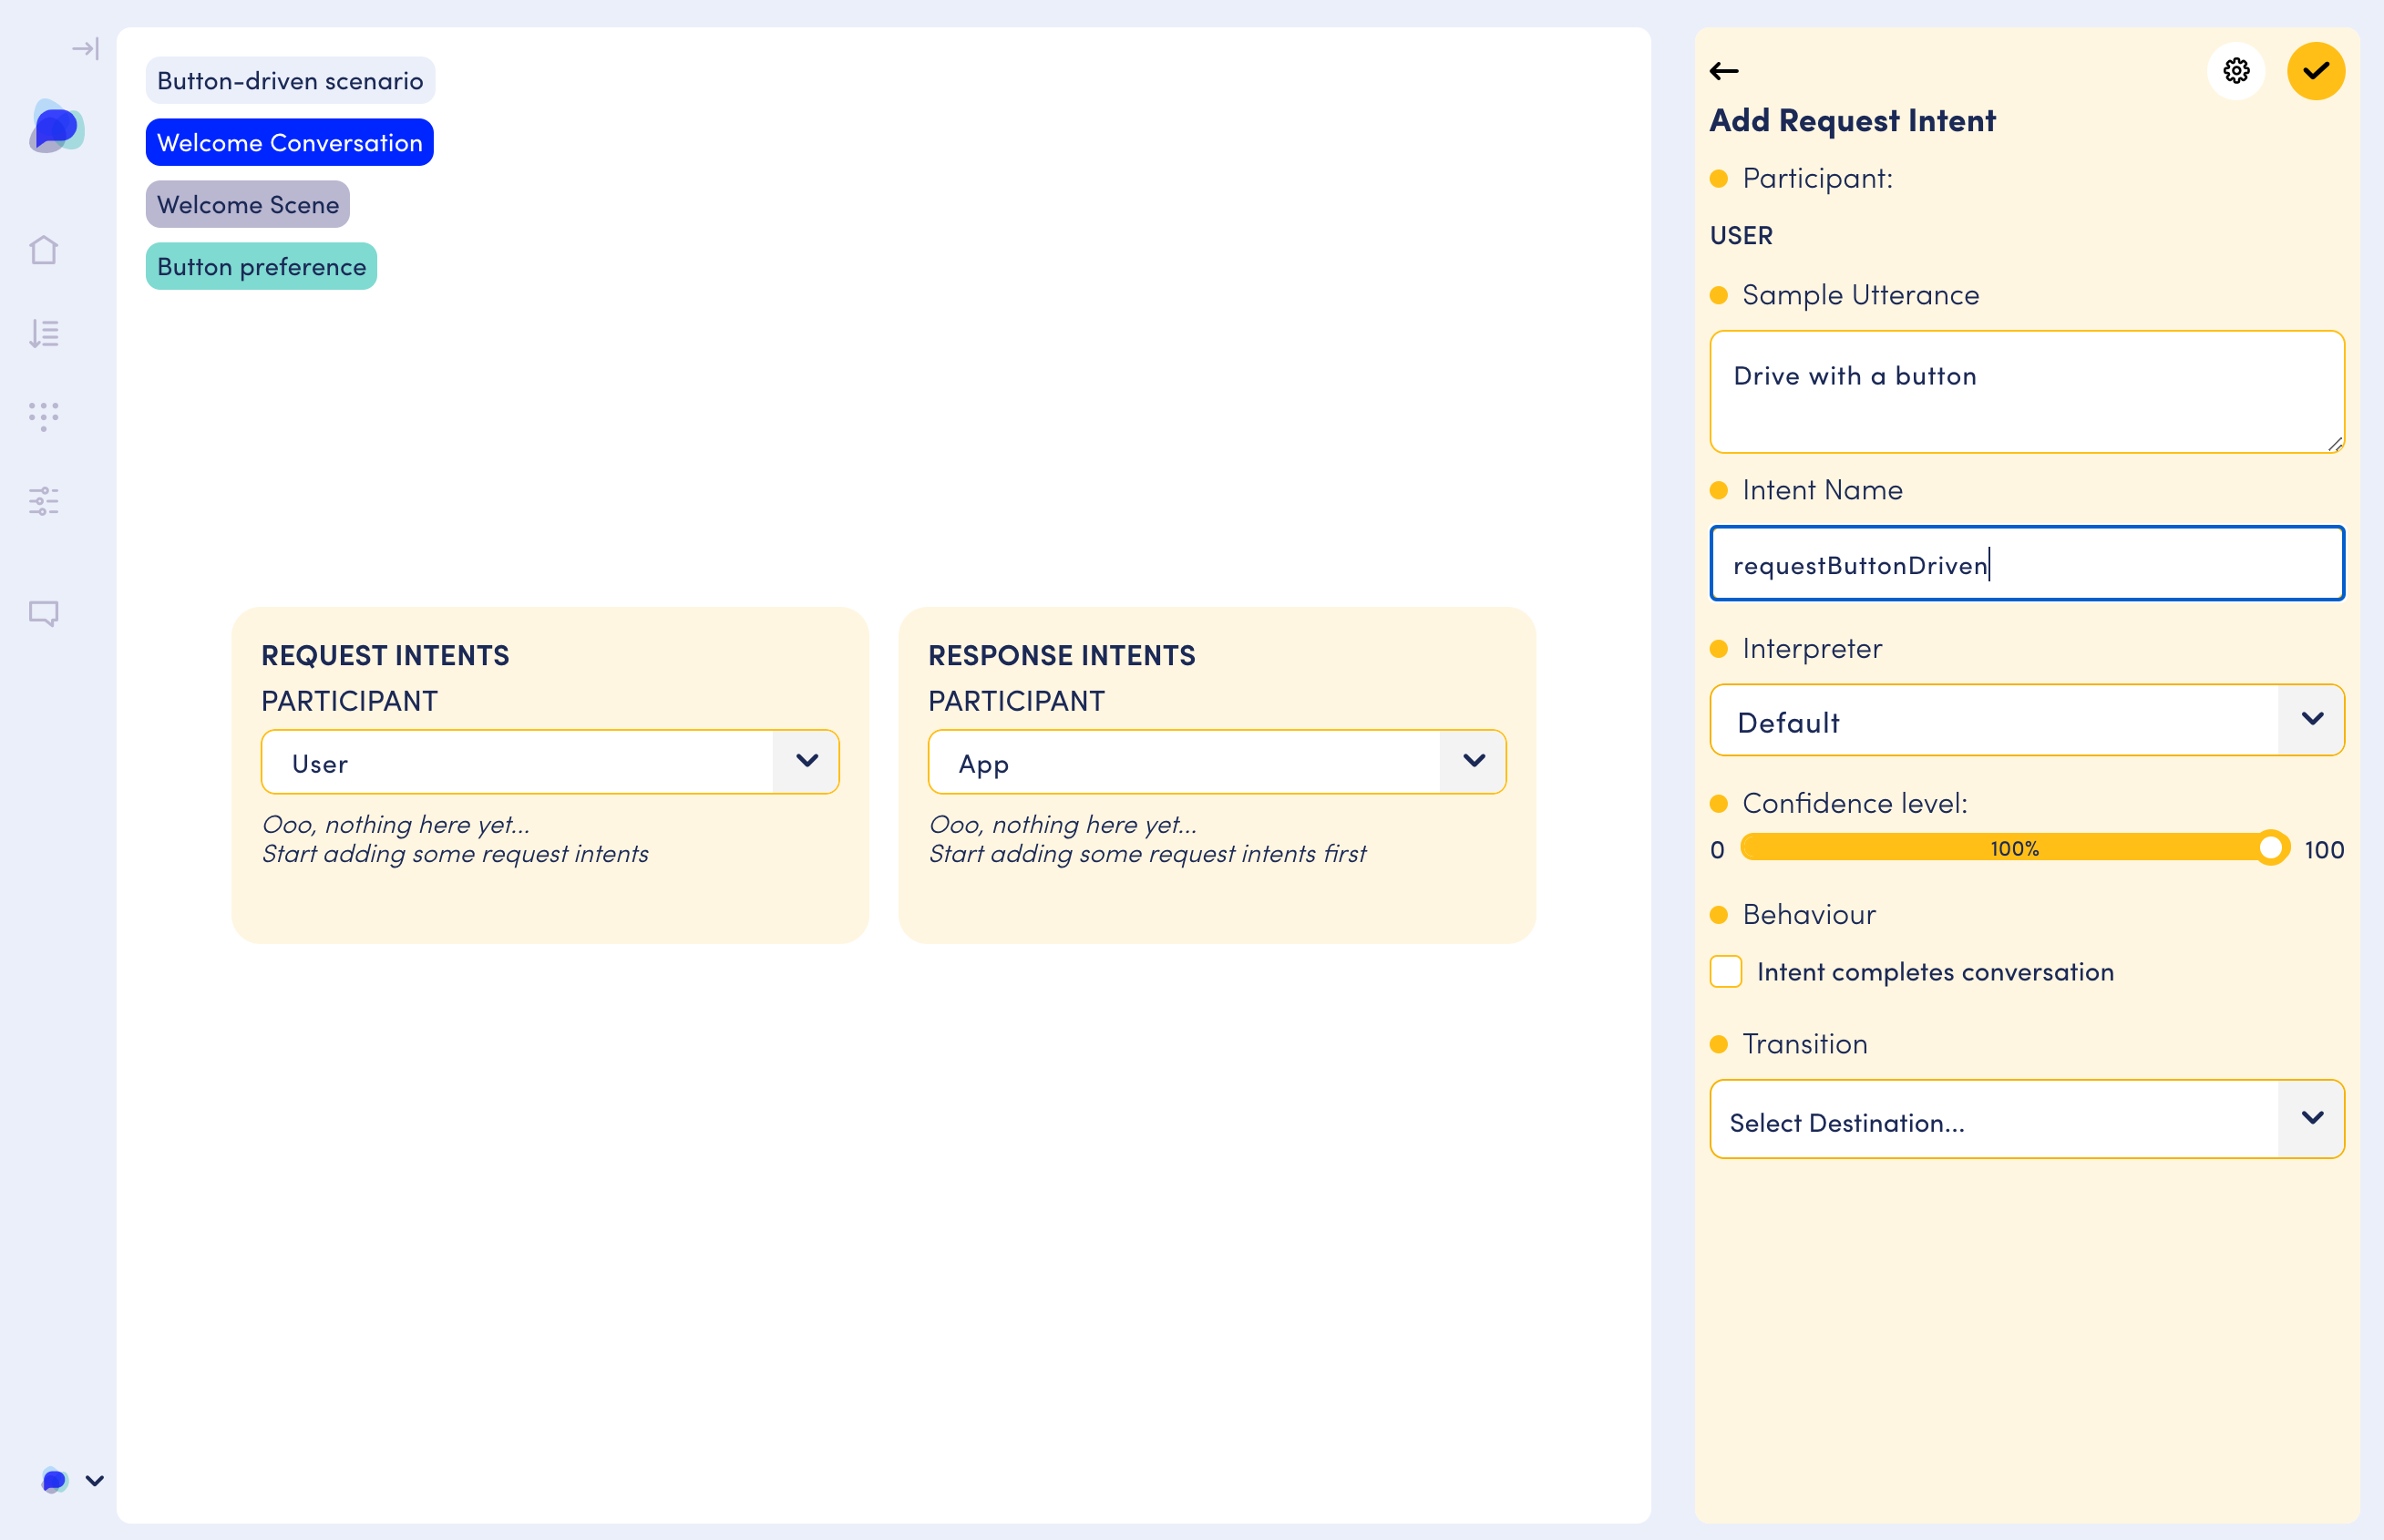 Button-driven scenario
Welcome Conversation
Welcome Scene
Button preference
REQUEST INTENTS
PARTICIPANT
User
Ooo, nothing here yet...
Start adding some request intents
RESPONSE INTENTS
PARTICIPANT
App
Ooo, nothing here yet...
Start adding some request intents first
Add Request Intent
Participant:
USER
Sample Utterance
Drive with a button
Intent Name
requestButtonDriven
Interpreter
Default
Confidence level:
0 100% 100
Behaviour
Intent completes conversation
Transition
Select Destination...